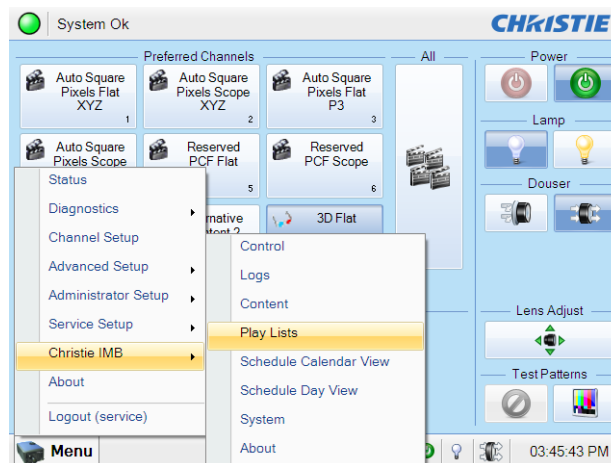 System Ok
CHRISTIE
Preferred Channels
All
Power
Auto Square
Pixels Flat
XYZ
1
Auto Square
Pixels Scope
XYZ
2
Auto Square
Pixels Flat
P3
3
Lamp
Auto Square
Pixels Scope
Reserved
PCF Flat
5
Reserved
PCF Scope
6
Douser
3D Flat
Status
Diagnostics
Channel Setup
Advanced Setup
Administrator Setup
Service Setup
Christie IMB
About
Logout (service)
Control
Logs
Content
Play Lists
Schedule Calendar View
Schedule Day View
System
About
Lens Adjust
Test Patterns
Menu
03:45:43 PM